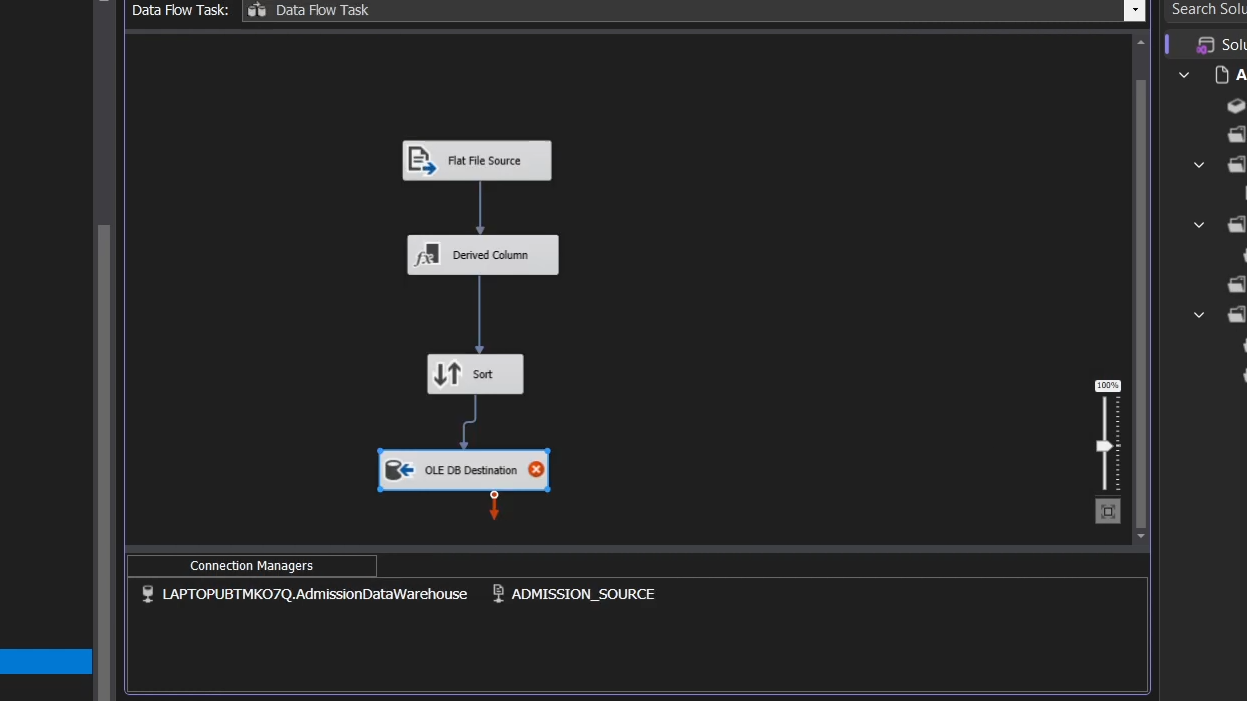 Data Flow Task:
Data Flow Task
Search Solu
Solu
A
Flat File Source
fx
Derived Column
Sort
100%
OLE DB Destination
Connection Managers
LAPTOPUBTMKO7Q.AdmissionDataWarehouse
ADMISSION_SOURCE